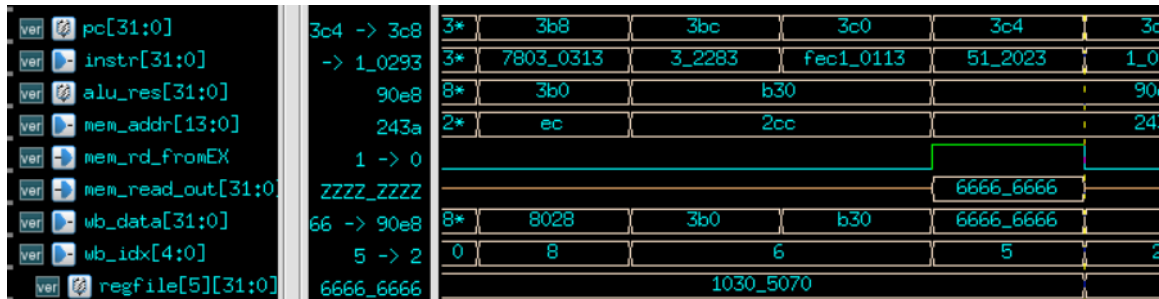 ver pc[31:0] 3c4 -> 3c8 3* 3b8 3bc 3c0 3c4 3c
ver instr[31:0] -> 1_0293 3* 7803_0313 3_2283 fec1_0113 51_2023 1_0
ver alu_res[31:0] 90e8 8* 3b0 b30 90e
ver mem_addr[13:0] 243a 2* ec 2cc 24
ver mem_rd_fromEX 1 -> 0
ver mem_read_out[31:0] ZZZZ_ZZZZ 6666_6666
ver wb_data[31:0] 66 -> 90e8 8* 8028 3b0 b30 6666_6666
ver wb_idx[4:0] 5 -> 2 0 8 6 5 2
ver regfile[5][31:0] 6666_6666 1030_5070